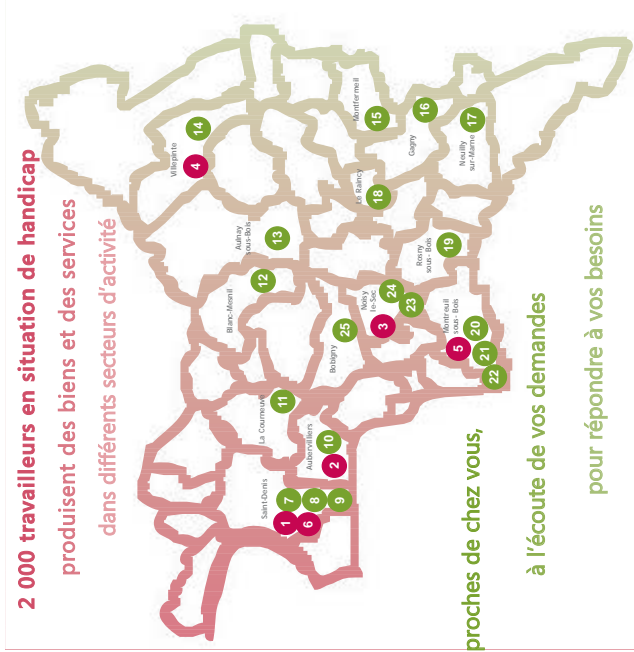 2 000 travailleurs en situation de handicap
produisent des biens et des services
dans différents secteurs d'activité
Saint-Denis
1
6
7
8
9
Aubervilliers
2
10
La Courneuve
11
Blanc-Mesnil
12
Aulnay
sous-Bois
13
Villepinte
4
14
Bobigny
25
Noisy
le-Sec
3
24
23
Le Raincy
18
Montfermeil
15
Gagny
16
Neuilly
sur-Marne
17
Rosny
sous- Bois
19
Montreuil
sous- Bois
5
20
21
22
proches de chez vous,
à l'écoute de vos demandes
pour répondre à vos besoins